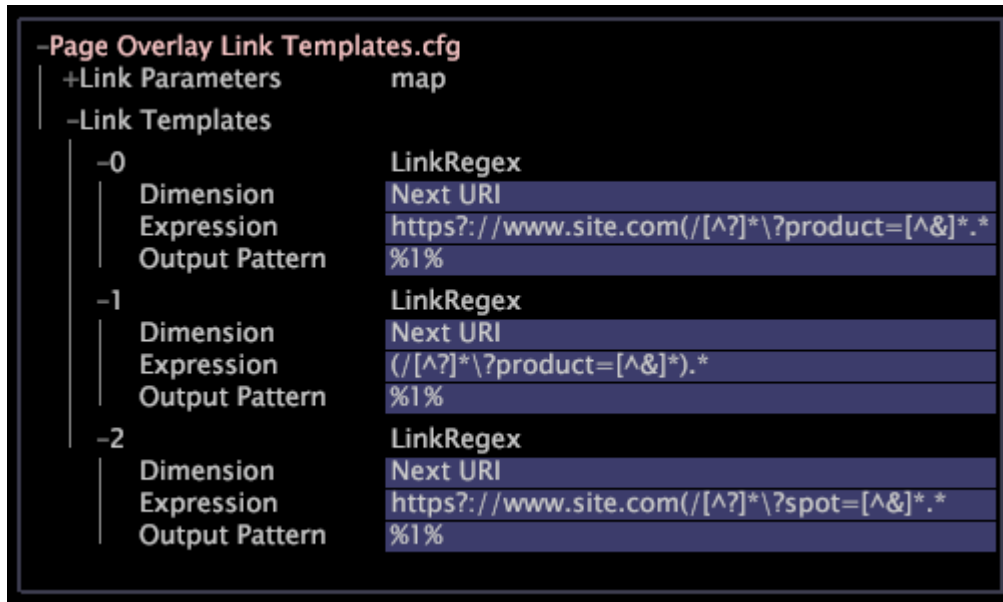 -Page Overlay Link Templates.cfg
+Link Parameters map
-Link Templates
-0 LinkRegex
Dimension Next URI
Expression https?://www.site.com(/[^?]*\?product=[^&]*.*
Output Pattern %1%
-1 LinkRegex
Dimension Next URI
Expression (/[^?]*\?product=[^&]*).*
Output Pattern %1%
-2 LinkRegex
Dimension Next URI
Expression https?://www.site.com(/[^?]*\?spot=[^&]*.*
Output Pattern %1%